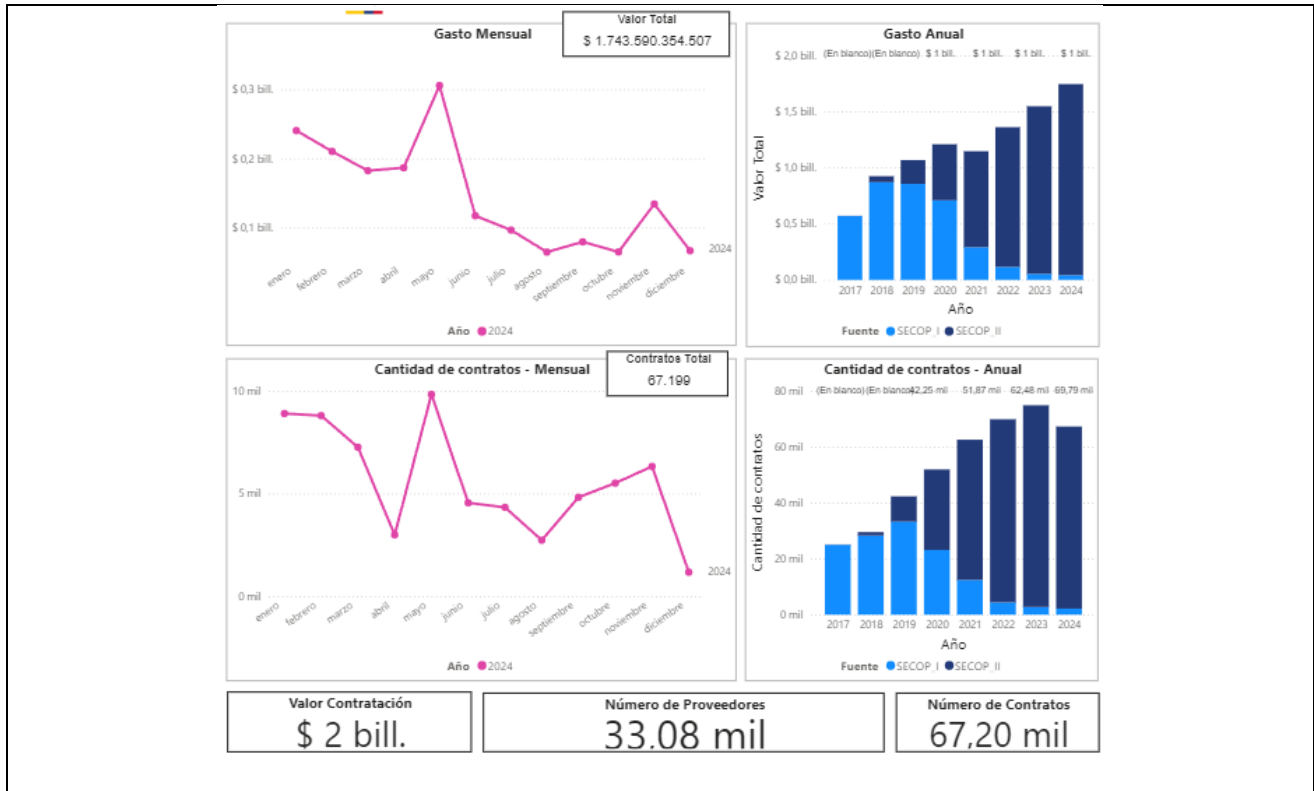 Gasto Mensual
Valor Total
$ 1.743.590.354.507
$ 0,3 bill.
$ 0,2 bill.
$ 0,1 bill.
2024
enero febrero marzo abril mayo junio julio agosto septiembre octubre noviembre diciembre
Año 2024
Gasto Anual
$ 2,0 bill. (En blanco) (En blanco) $ 1 bill. $ 1 bill. $ 1 bill. $ 1 bill.
$ 1,5 bill.
$ 1,0 bill.
$ 0,5 bill.
$ 0,0 bill.
Valor Total
2017 2018 2019 2020 2021 2022 2023 2024
Año
Fuente SECOP_I SECOP_II
Cantidad de contratos - Mensual
Contratos Total
67.199
10 mil
5 mil
0 mil
2024
enero febrero marzo abril mayo junio julio agosto septiembre octubre noviembre diciembre
Año 2024
Cantidad de contratos - Anual
80 mil (En blanco) (En blanco) 42,25 mil 51,87 mil 62,48 mil 69,79 mil
60 mil
40 mil
20 mil
0 mil
Cantidad de contratos
2017 2018 2019 2020 2021 2022 2023 2024
Año
Fuente SECOP_I SECOP_II
Valor Contratación
$ 2 bill.
Número de Proveedores
33,08 mil
Número de Contratos
67,20 mil